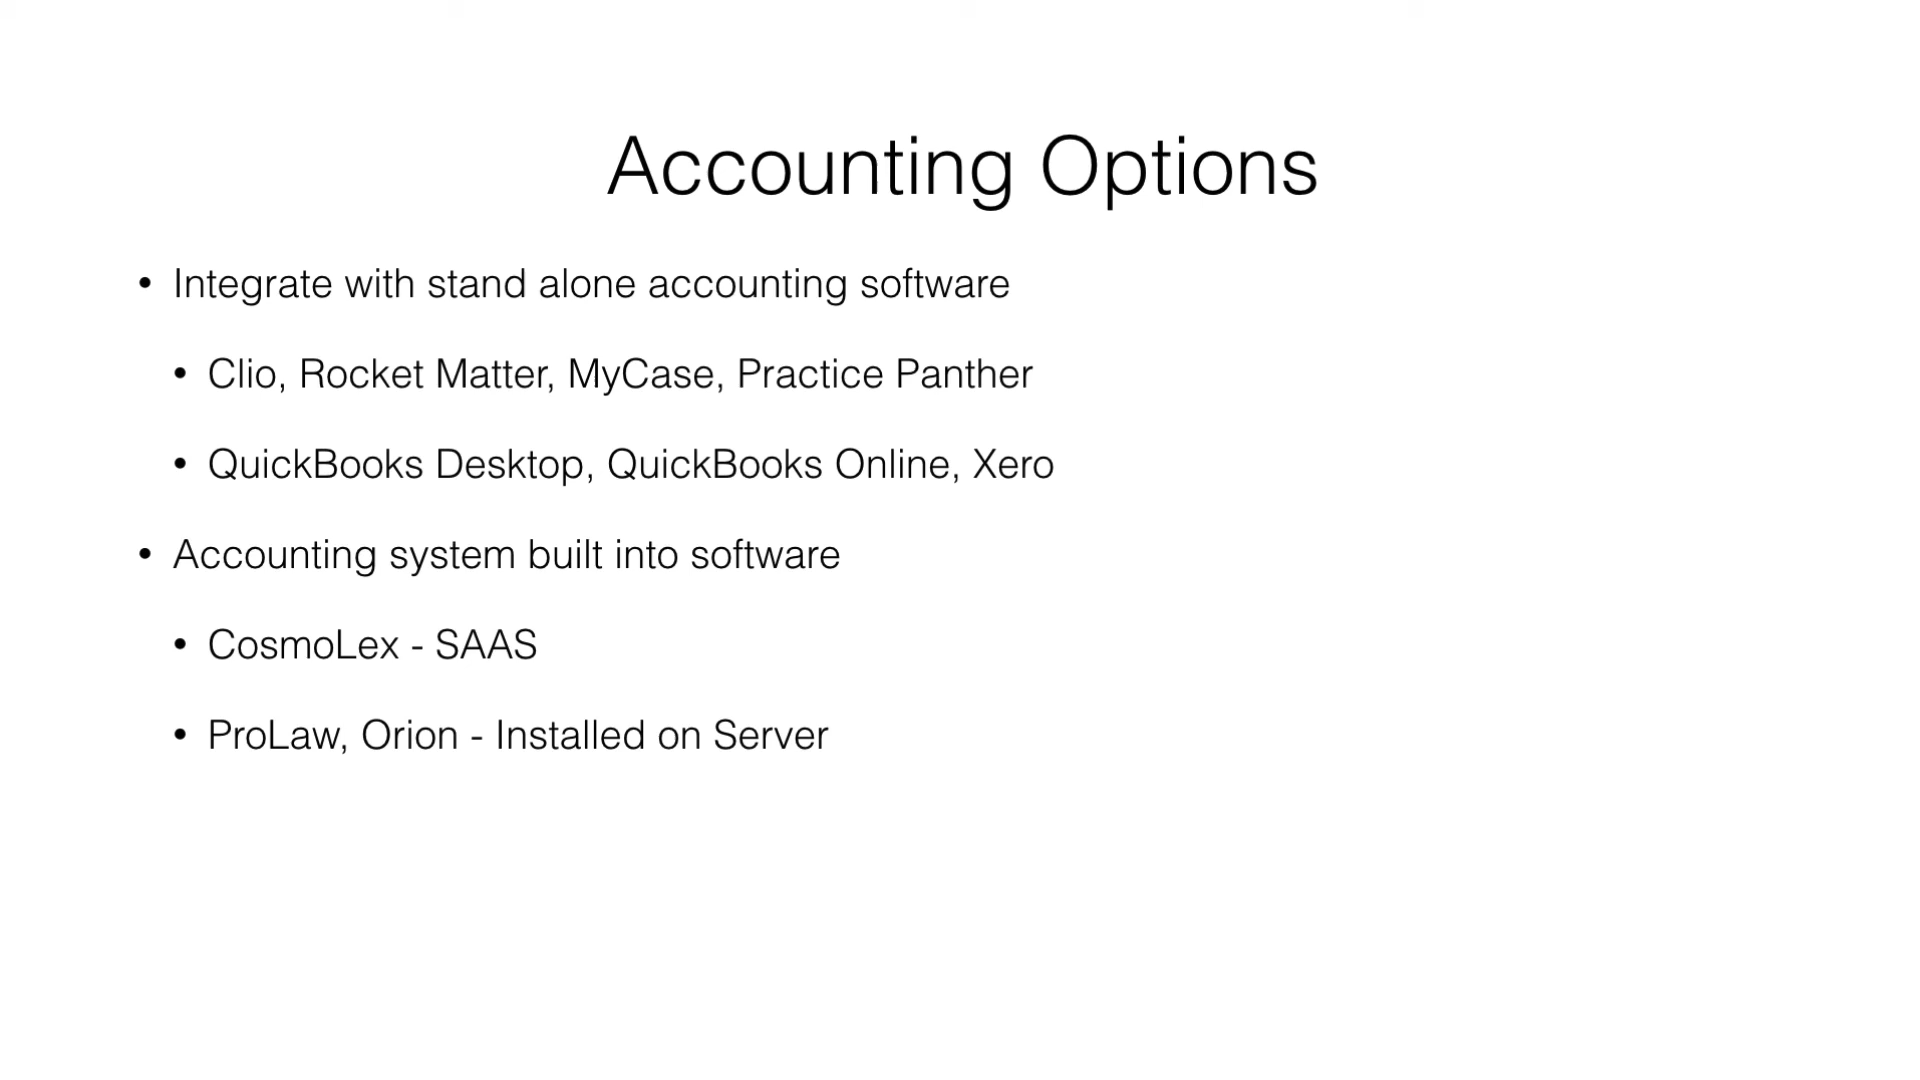 Accounting Options
• Integrate with stand alone accounting software
• Clio, Rocket Matter, MyCase, Practice Panther
• QuickBooks Desktop, QuickBooks Online, Xero
• Accounting system built into software
• CosmoLex - SAAS
• ProLaw, Orion - Installed on Server